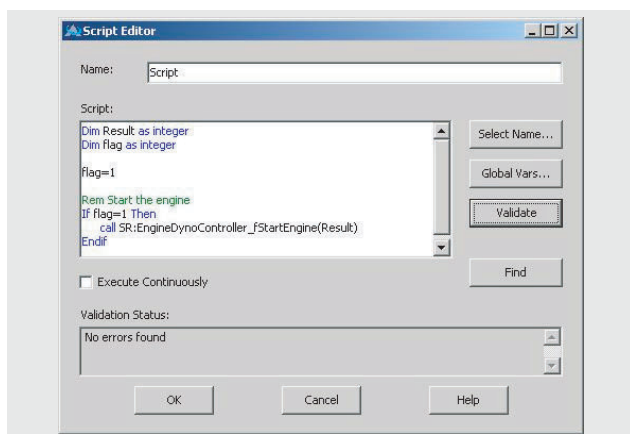 Script Editor
Name: Script
Script:
Dim Result as integer
Dim flag as integer
flag=1
Rem Start the engine
If flag=1 Then
call SR:EngineDynoController_fStartEngine(Result)
Endif
Select Name...
Global Vars...
Validate
Find
Execute Continuously
Validation Status:
No errors found
OK Cancel Help